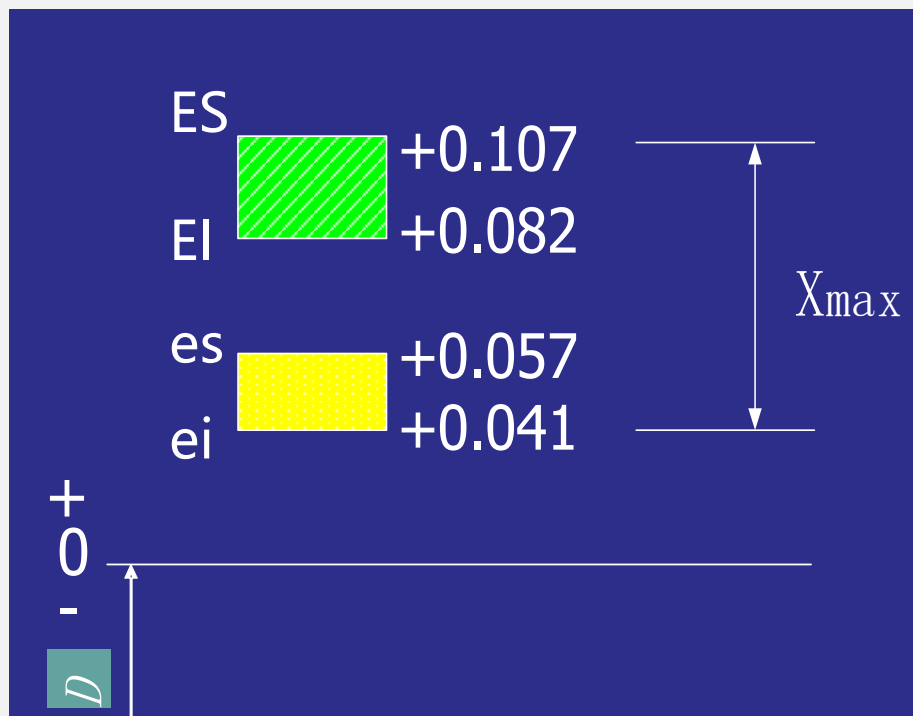 ES
+0.107
EI
+0.082
Xmax
es
+0.057
ei
+0.041
+
0
-
D